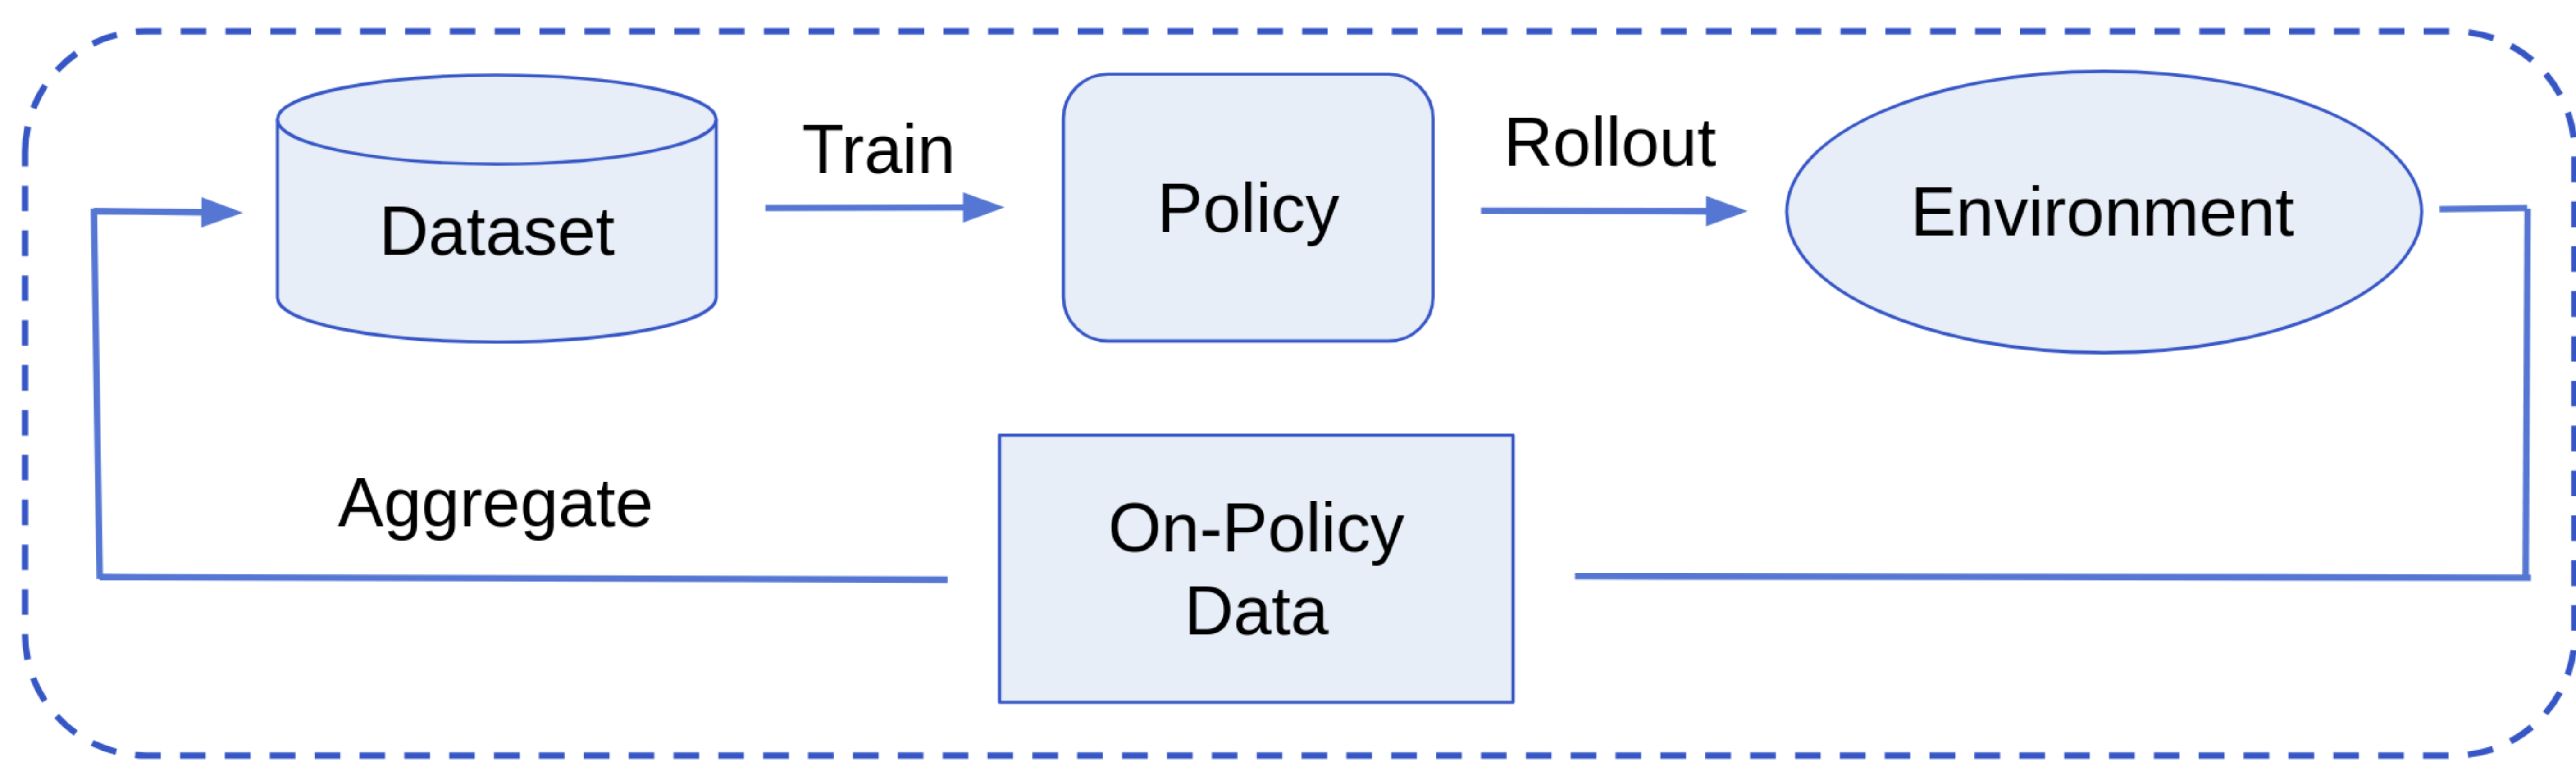 Train
Rollout
Dataset
Policy
Environment
Aggregate
On-Policy
Data